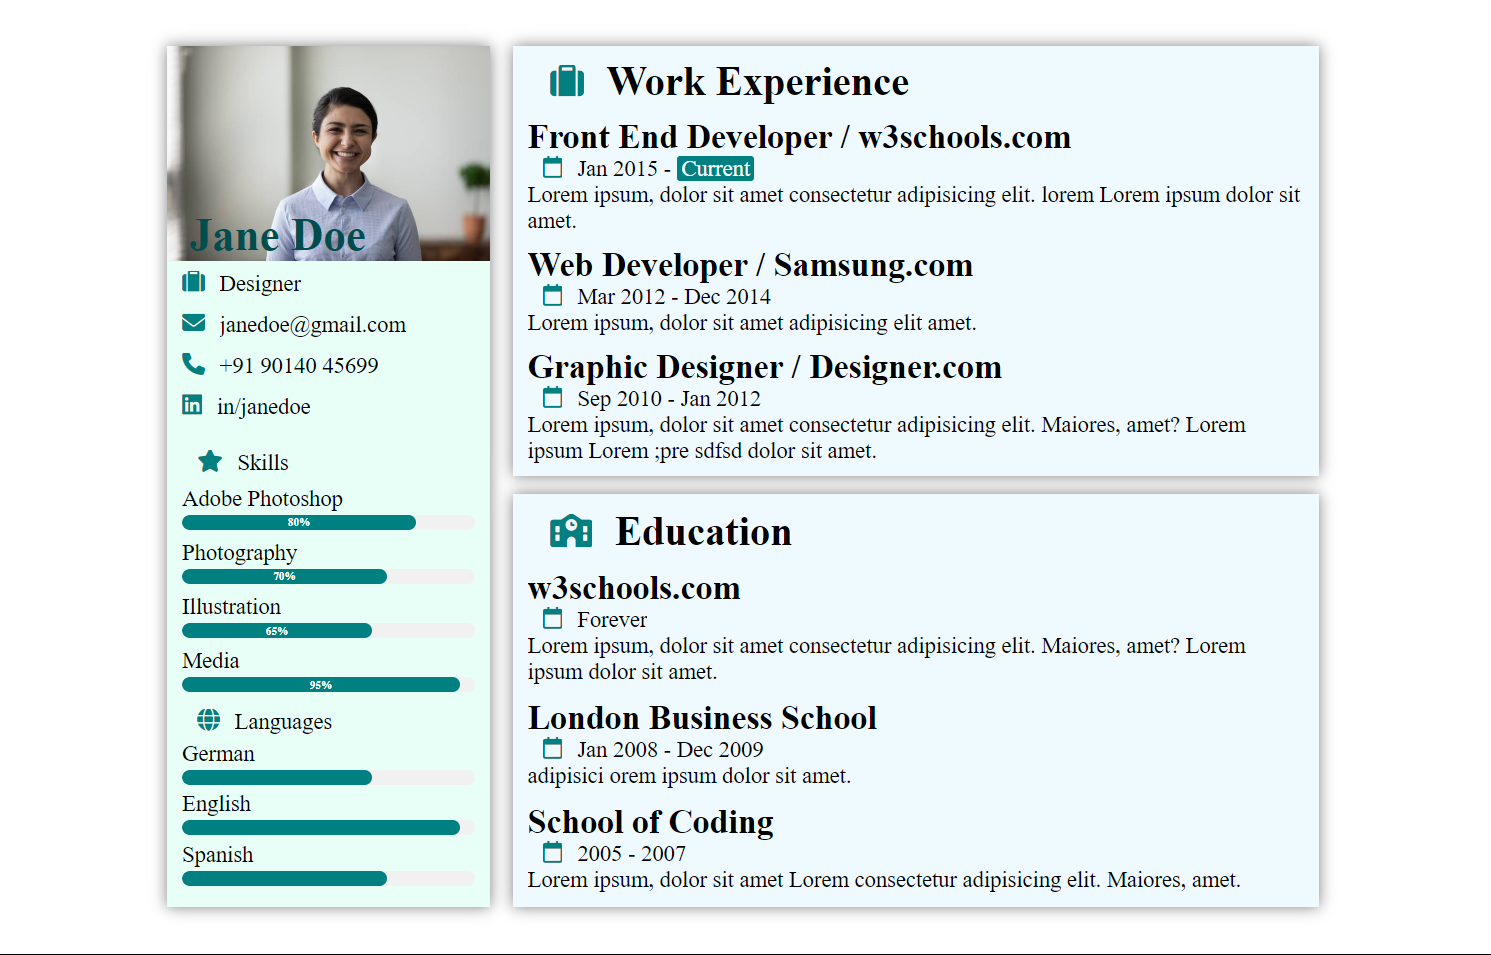 Jane Doe
Designer
janedoe@gmail.com
+91 90140 45699
in/janedoe
Skills
Adobe Photoshop
80%
Photography
70%
Illustration
65%
Media
95%
Languages
German
English
Spanish
Work Experience
Front End Developer / w3schools.com
Jan 2015 - Current
Lorem ipsum, dolor sit amet consectetur adipisicing elit. lorem Lorem ipsum dolor sit
amet.
Web Developer / Samsung.com
Mar 2012 - Dec 2014
Lorem ipsum, dolor sit amet adipisicing elit amet.
Graphic Designer / Designer.com
Sep 2010 - Jan 2012
Lorem ipsum, dolor sit amet consectetur adipisicing elit. Maiores, amet? Lorem
ipsum Lorem ;pre sdfsd dolor sit amet.
Education
w3schools.com
Forever
Lorem ipsum, dolor sit amet consectetur adipisicing elit. Maiores, amet? Lorem
ipsum dolor sit amet.
London Business School
Jan 2008 - Dec 2009
adipisici orem ipsum dolor sit amet.
School of Coding
2005 - 2007
Lorem ipsum, dolor sit amet Lorem consectetur adipisicing elit. Maiores, amet.